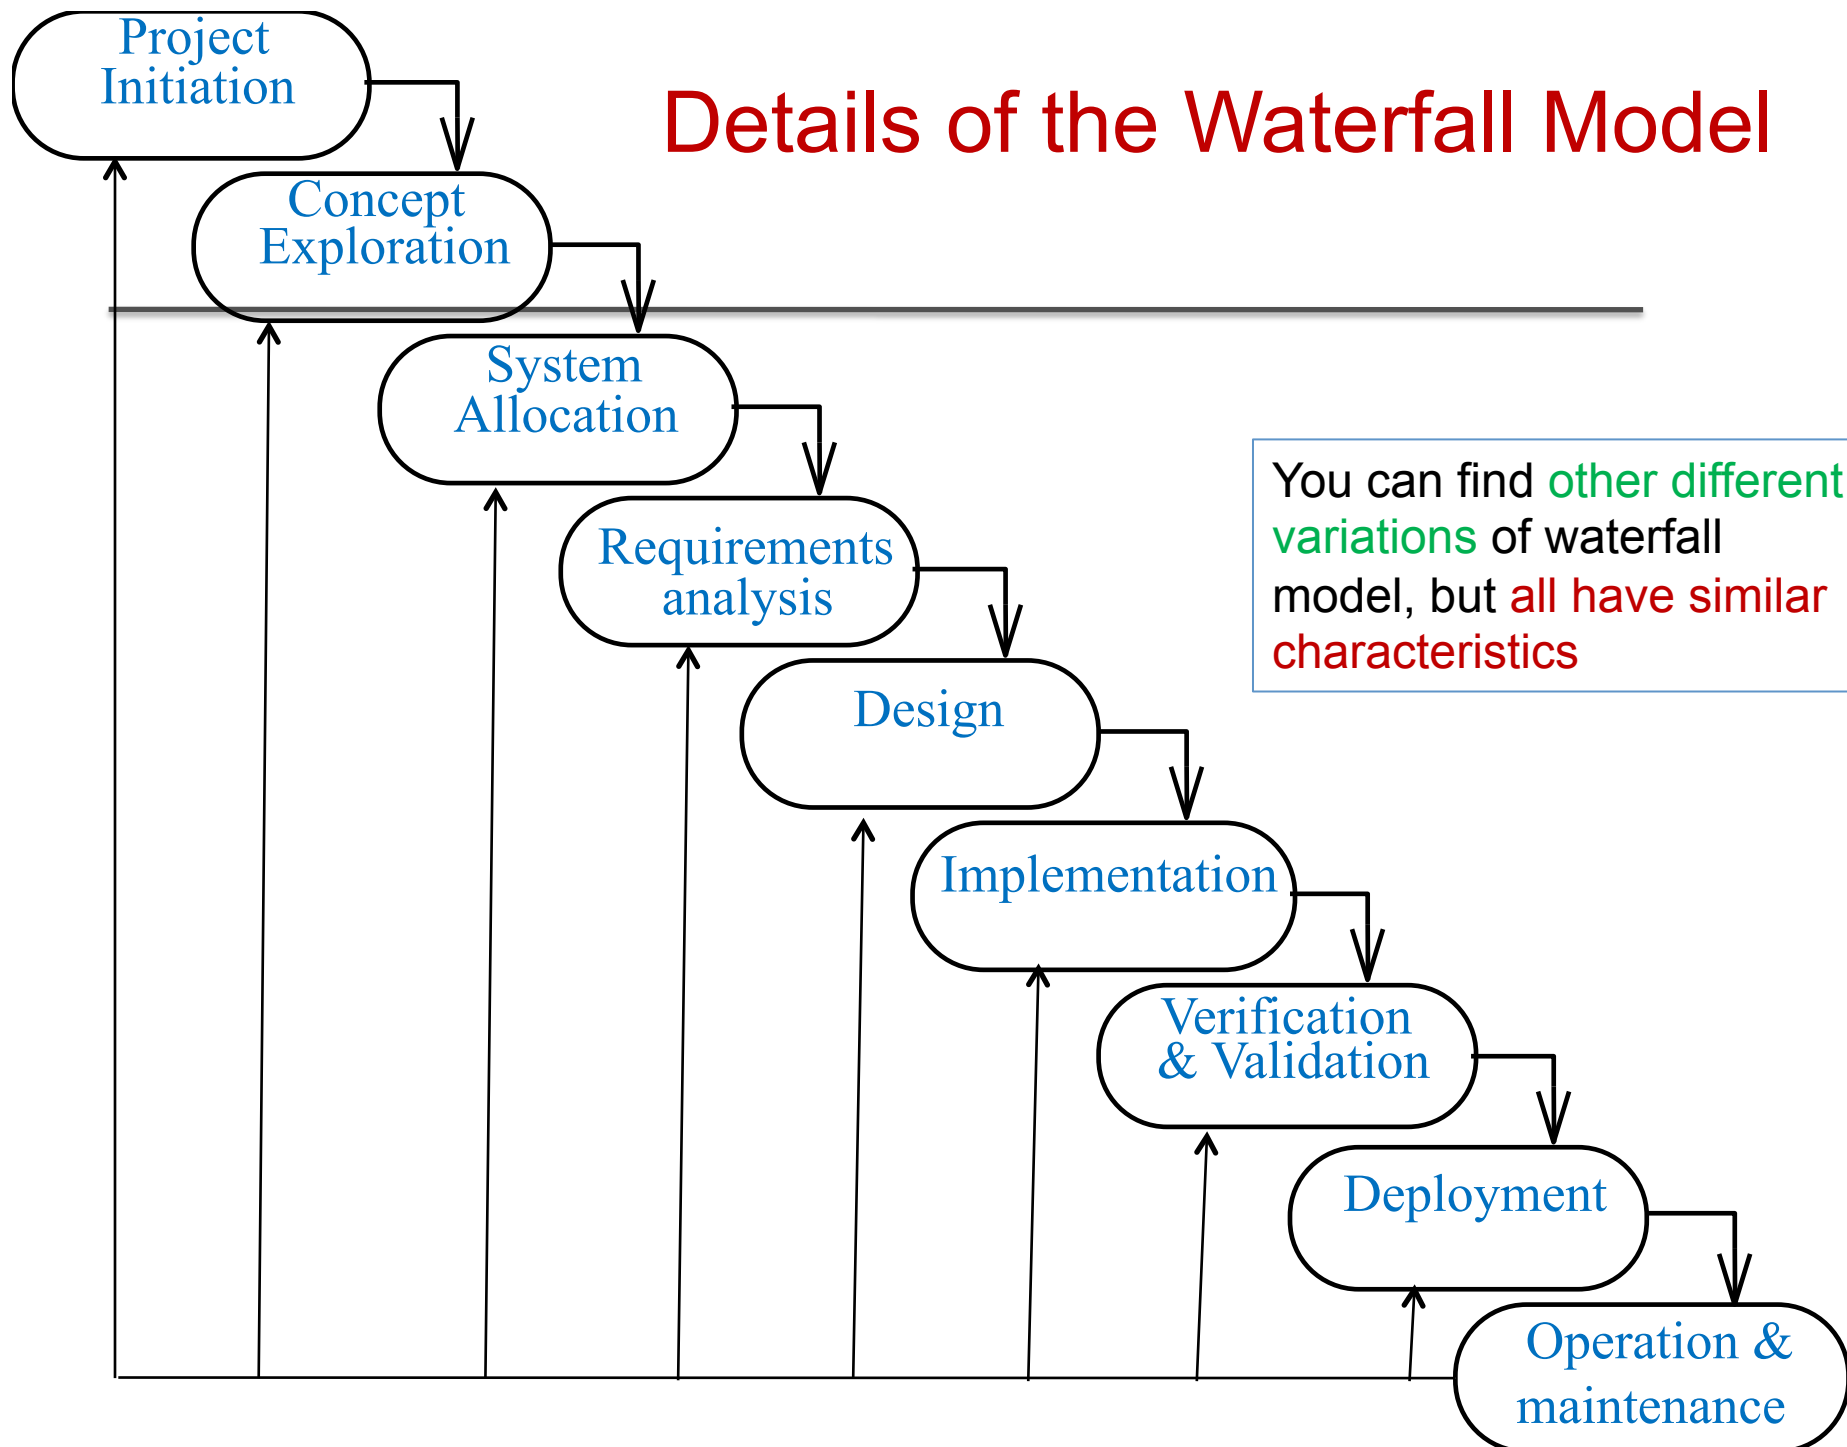 Project
Initiation
Details of the Waterfall Model
Concept
Exploration
System
Allocation
You can find other different
variations of waterfall
model, but all have similar
characteristics
Requirements
analysis
Design
Implementation
Verification
& Validation
Deployment
Operation &
maintenance